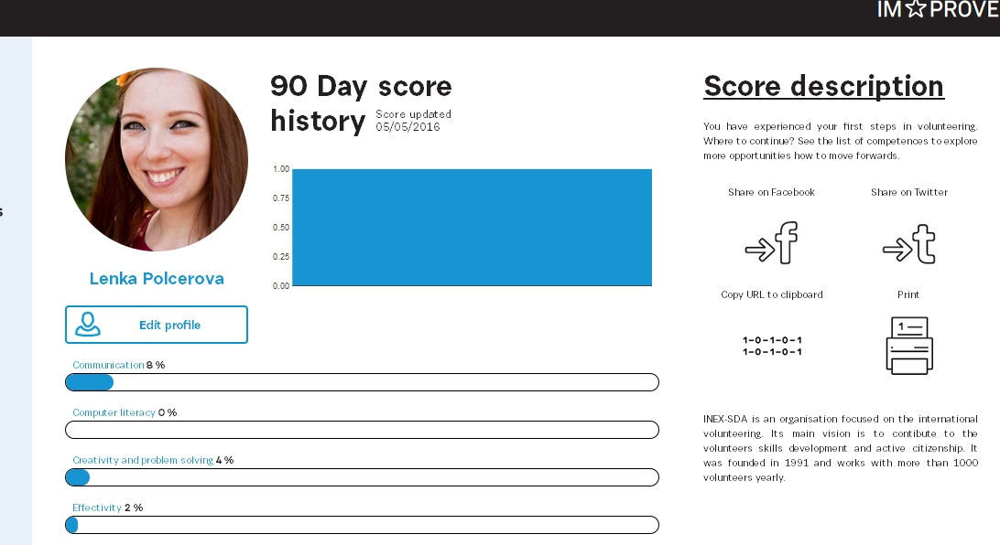 IM☆PROVE
90 Day score
history
Score updated
05/05/2016
1.00
0.75
0.50
0.25
0.00
Lenka Polcerova
Edit profile
Communication 8 %
Computer literacy 0 %
Creativity and problem solving 4 %
Effectivity 2 %
Score description
You have experienced your first steps in volunteering.
Where to continue? See the list of competences to explore
more opportunities how to move forwards.
Share on Facebook
Share on Twitter
f
t
Copy URL to clipboard
Print
1-0-1-0-1
1-0-1-0-1
1
INEX-SDA is an organisation focused on the international
volunteering. Its main vision is to contibute to the
volunteers skills development and active citizenship. It
was founded in 1991 and works with more than 1000
volunteers yearly.
s